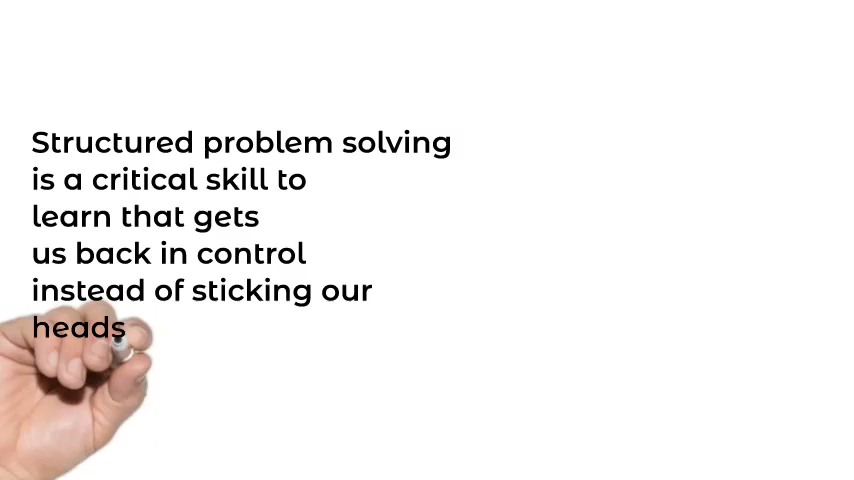 Structured problem solving
is a critical skill to
learn that gets
us back in control
instead of sticking our
heads